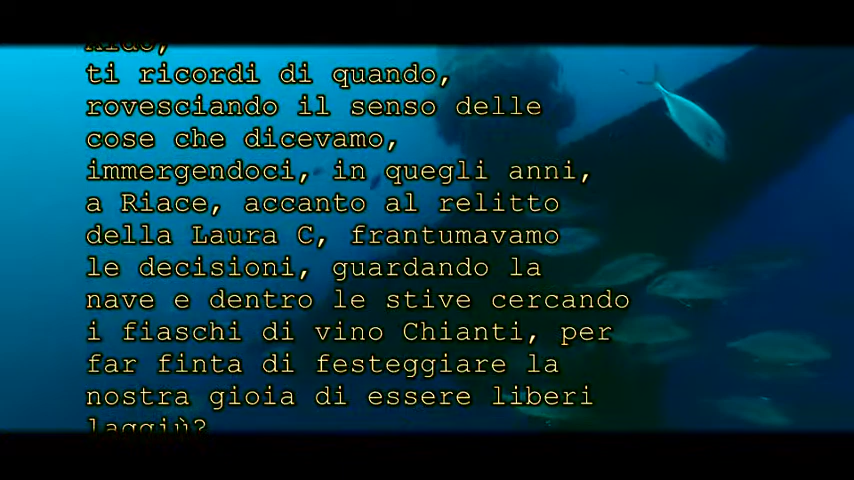 Aldo,
ti ricordi di quando,
rovesciando il senso delle
cose che dicevamo,
immergendoci, in quegli anni,
a Riace, accanto al relitto
della Laura C, frantumavamo
le decisioni, guardando la
nave e dentro le stive cercando
i fiaschi di vino Chianti, per
far finta di festeggiare la
nostra gioia di essere liberi
laggiù?